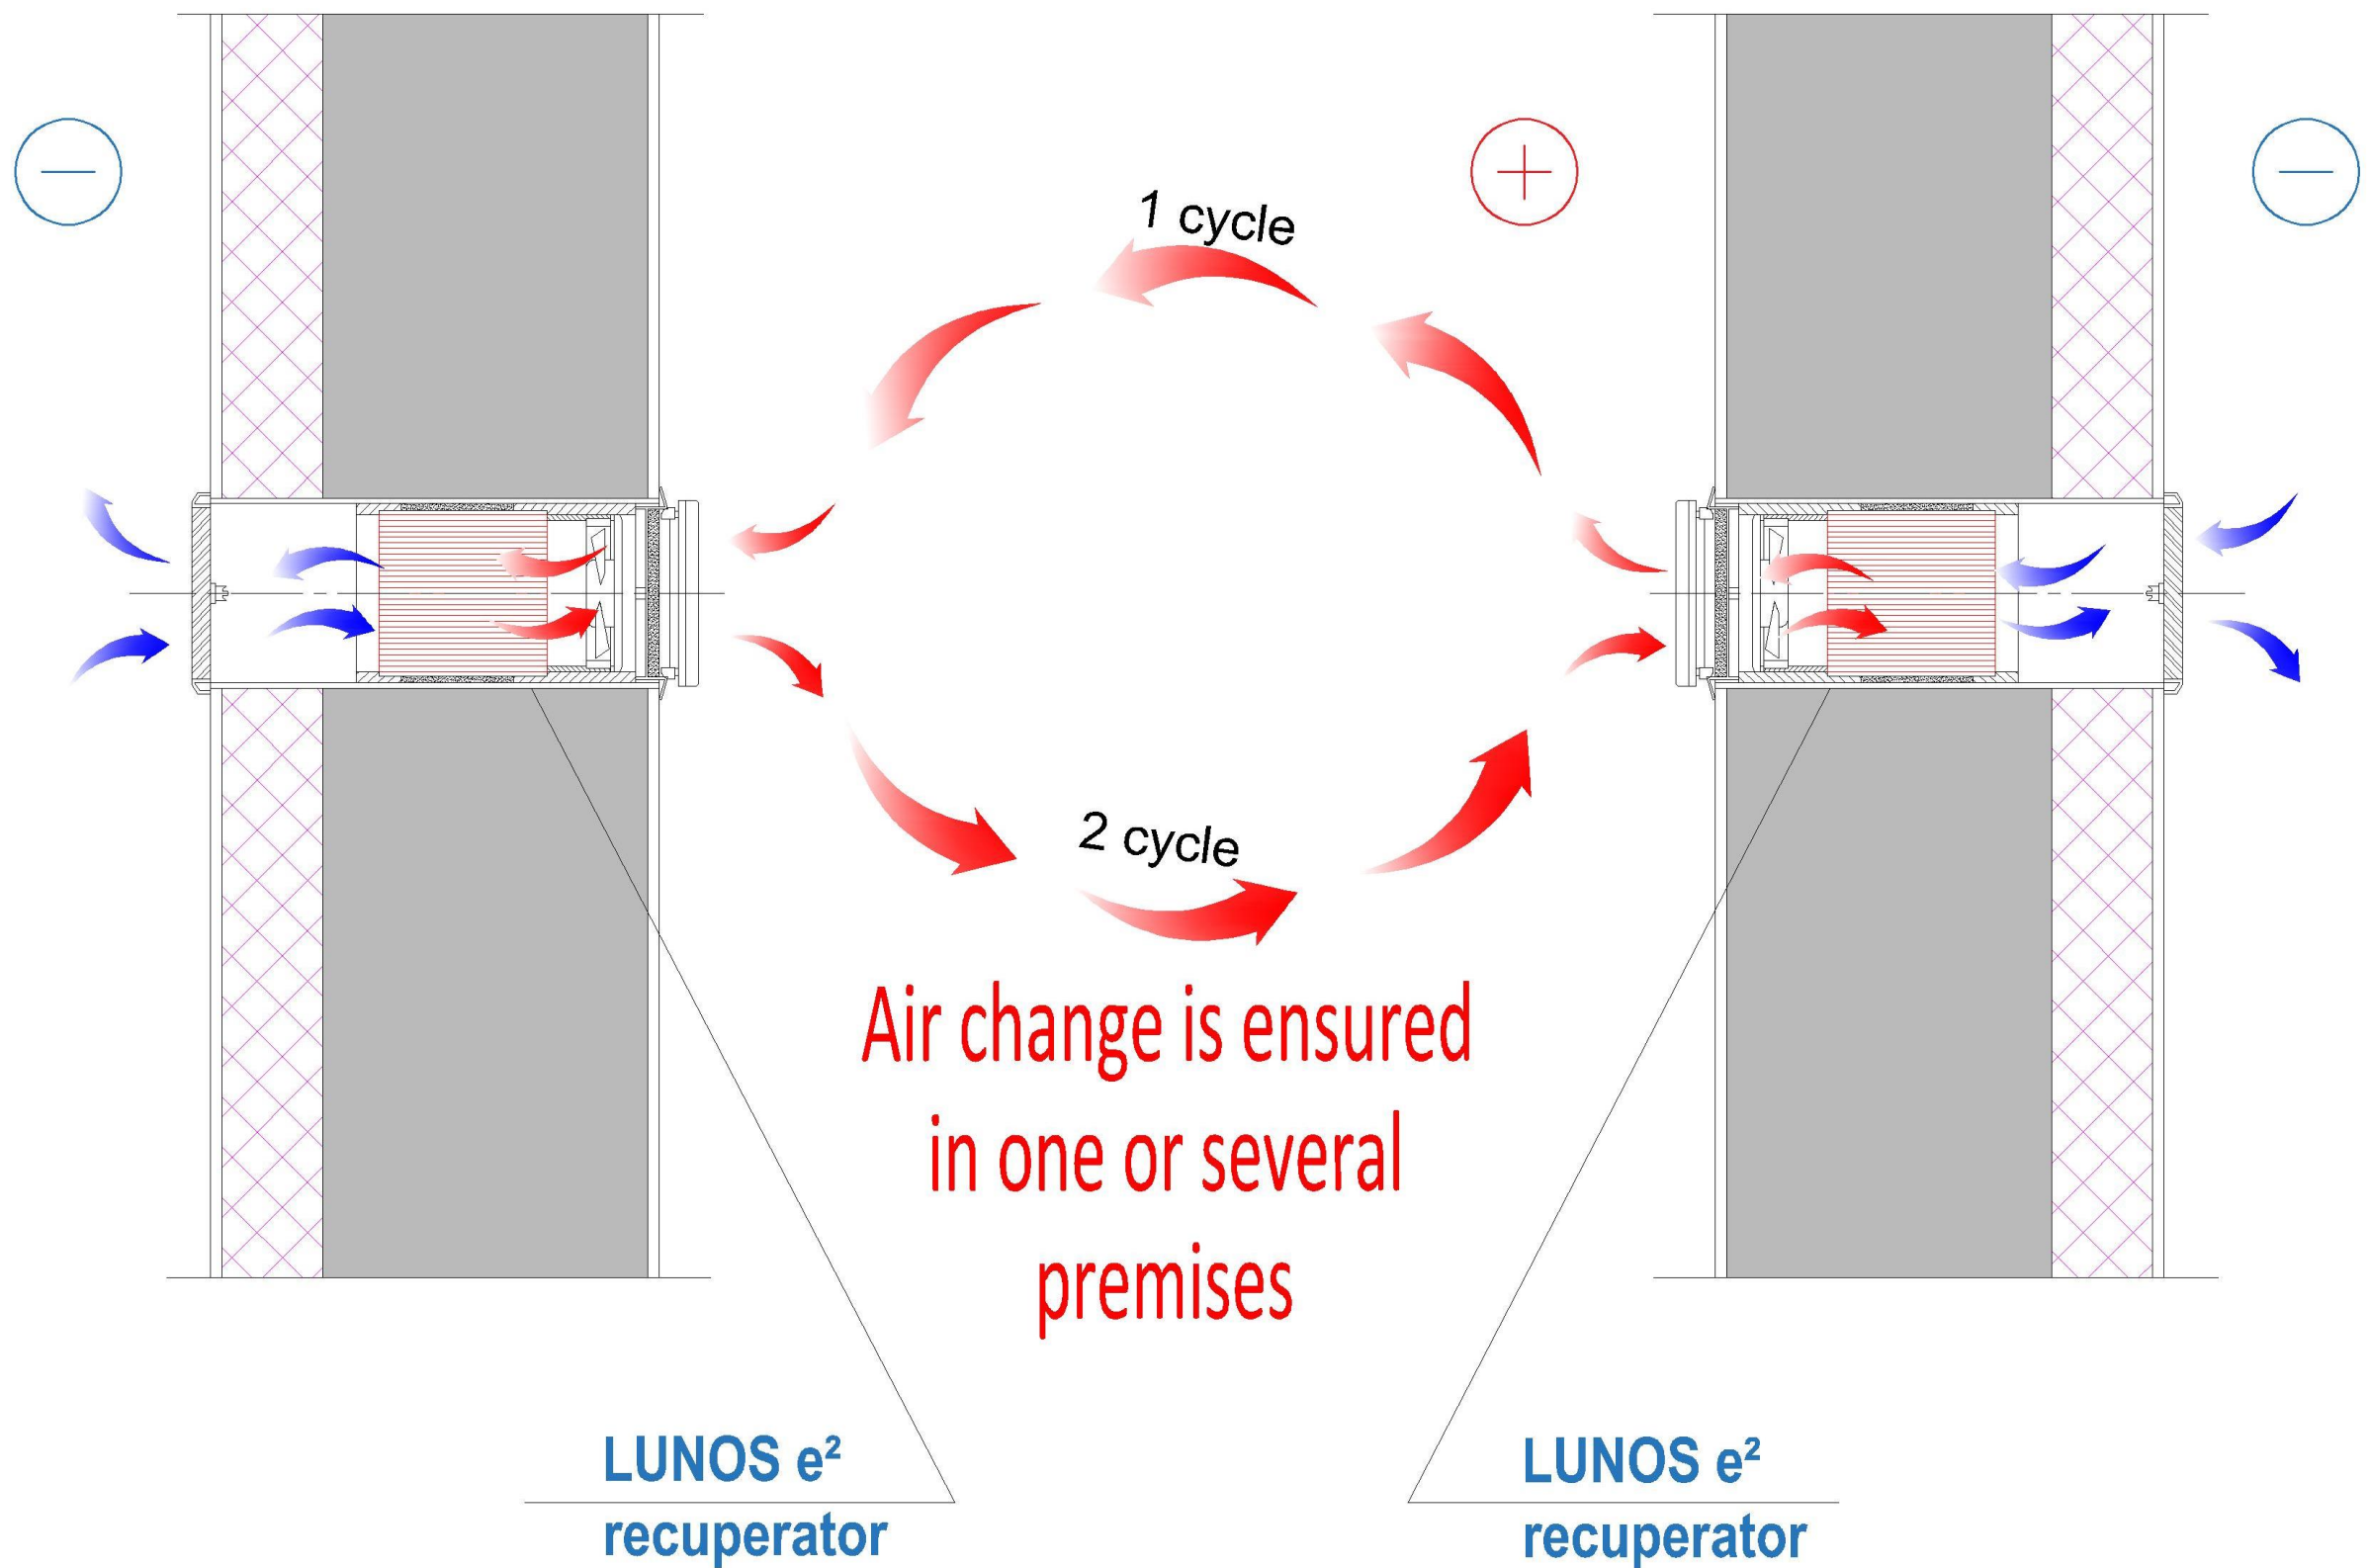 1 cycle
2 cycle
Air change is ensured
in one or several
premises
LUNOS e²
recuperator
LUNOS e²
recuperator